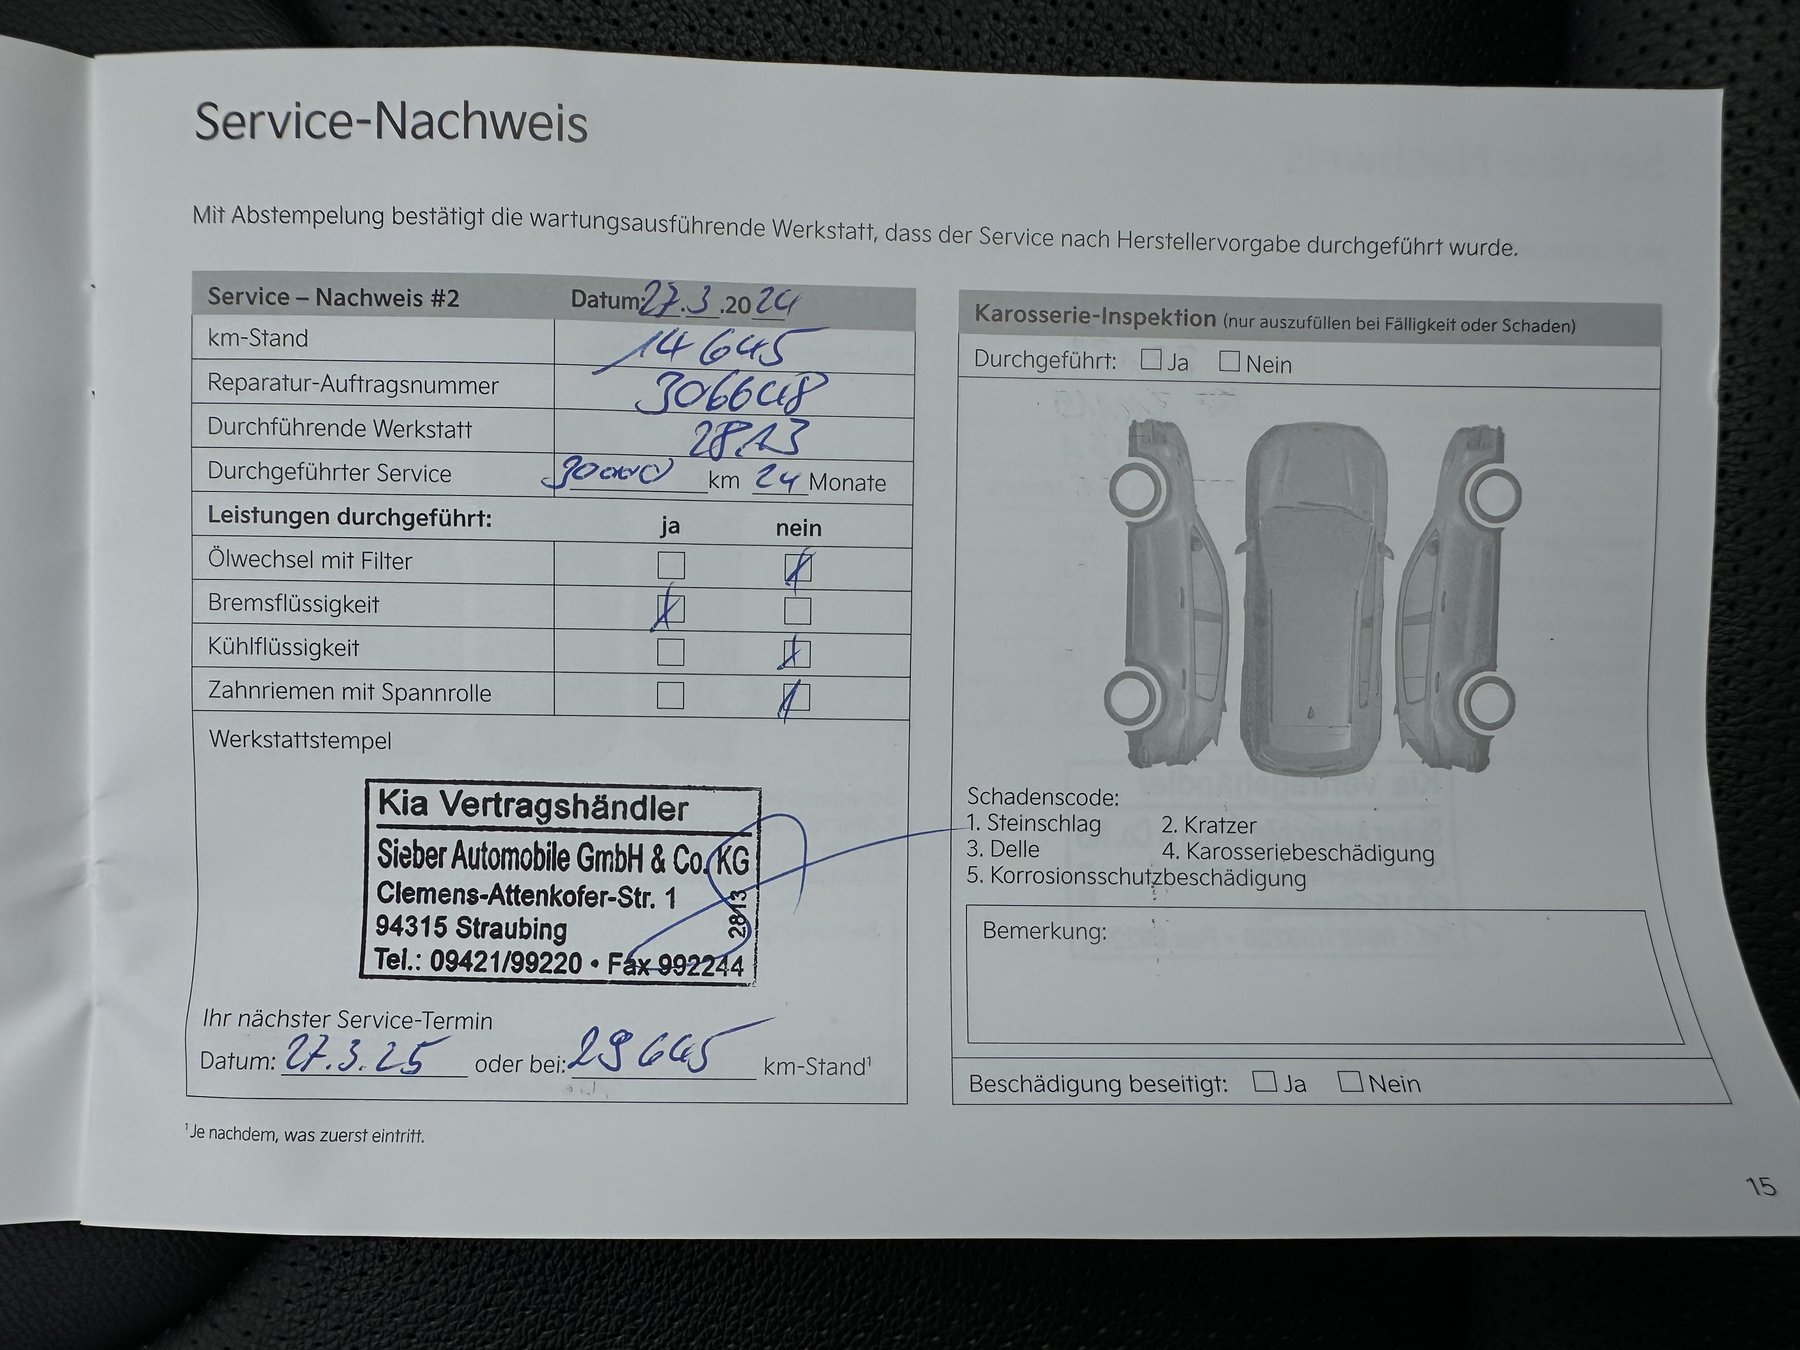 Service-Nachweis
Mit Abstempelung bestätigt die wartungsausführende Werkstatt, dass der Service nach Herstellervorgabe durchgeführt wurde.
Service – Nachweis #2 Datum: 27.3.2024
km-Stand 14645
Reparatur-Auftragsnummer 306648
Durchführende Werkstatt 2813
Durchgeführter Service 30000 km 24 Monate
Leistungen durchgeführt: ja nein
Ölwechsel mit Filter
Bremsflüssigkeit
Kühlflüssigkeit
Zahnriemen mit Spannrolle
Werkstattstempel
Kia Vertragshändler
Sieber Automobile GmbH & Co. KG
Clemens-Attenkofer-Str. 1
94315 Straubing
Tel.: 09421/99220 • Fax 992244
2813
Ihr nächster Service-Termin
Datum: 27.3.25 oder bei: 29645 km-Stand¹
¹Je nachdem, was zuerst eintritt.
Karosserie-Inspektion (nur auszufüllen bei Fälligkeit oder Schaden)
Durchgeführt: Ja Nein
Schadenscode:
1. Steinschlag 2. Kratzer
3. Delle 4. Karosseriebeschädigung
5. Korrosionsschutzbeschädigung
Bemerkung:
Beschädigung beseitigt: Ja Nein
15